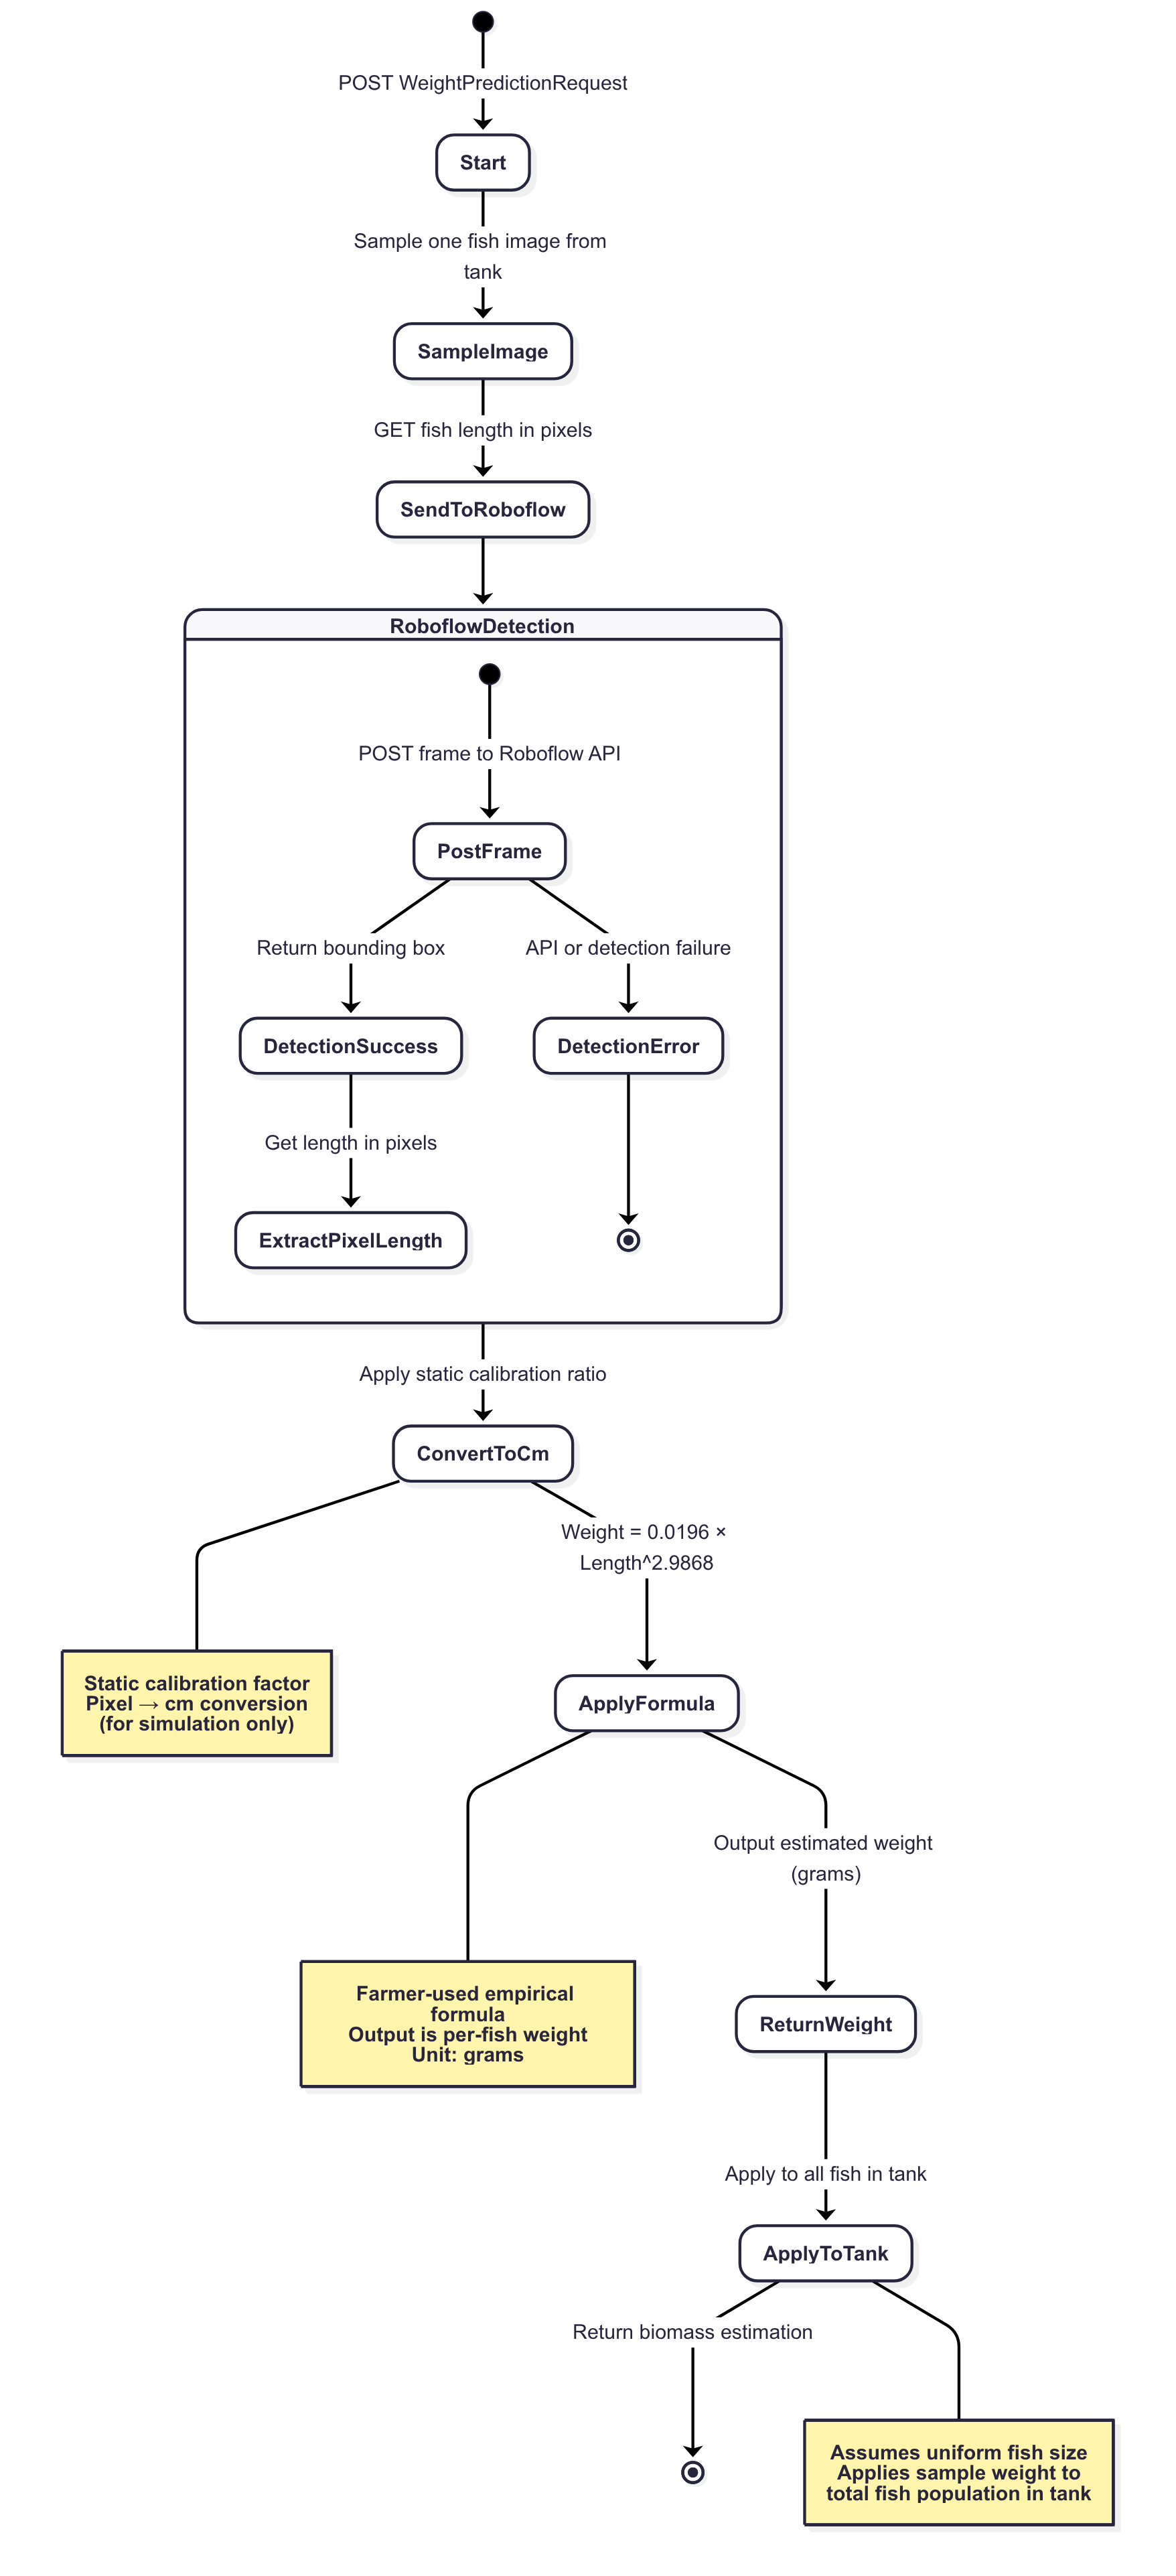 POST WeightPredictionRequest
Start
Sample one fish image from
tank
SampleImage
GET fish length in pixels
SendToRoboflow
RoboflowDetection
POST frame to Roboflow API
PostFrame
Return bounding box
API or detection failure
DetectionSuccess
DetectionError
Get length in pixels
ExtractPixelLength
Apply static calibration ratio
ConvertToCm
Weight = 0.0196 ×
Length^2.9868
Static calibration factor
Pixel → cm conversion
(for simulation only)
ApplyFormula
Output estimated weight
(grams)
Farmer-used empirical
formula
Output is per-fish weight
Unit: grams
ReturnWeight
Apply to all fish in tank
ApplyToTank
Return biomass estimation
Assumes uniform fish size
Applies sample weight to
total fish population in tank